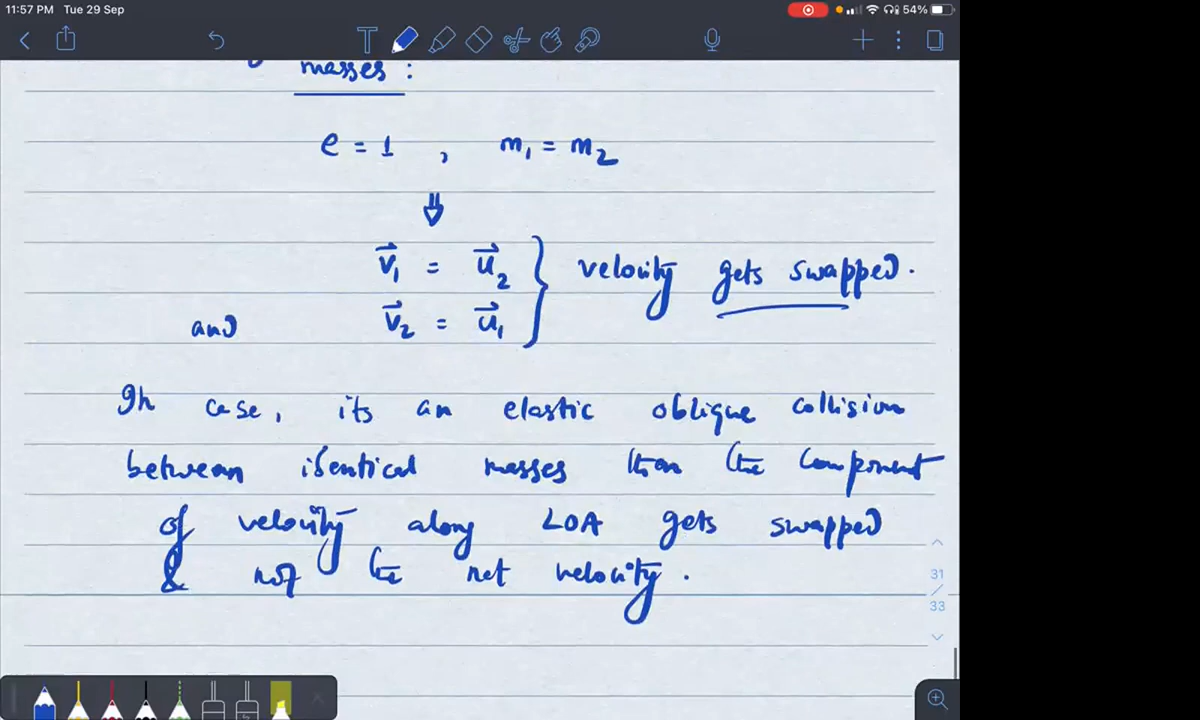 11:57 PM Tue 29 Sep
54%
masses :
e = 1 , m₁ = m₂
⇓
v⃗₁ = u⃗₂ } velocity gets swapped.
and v⃗₂ = u⃗₁
In case, its an elastic oblique collision
between identical masses than the component
of velocity along LOA gets swapped
& not the net velocity .
31
/
33